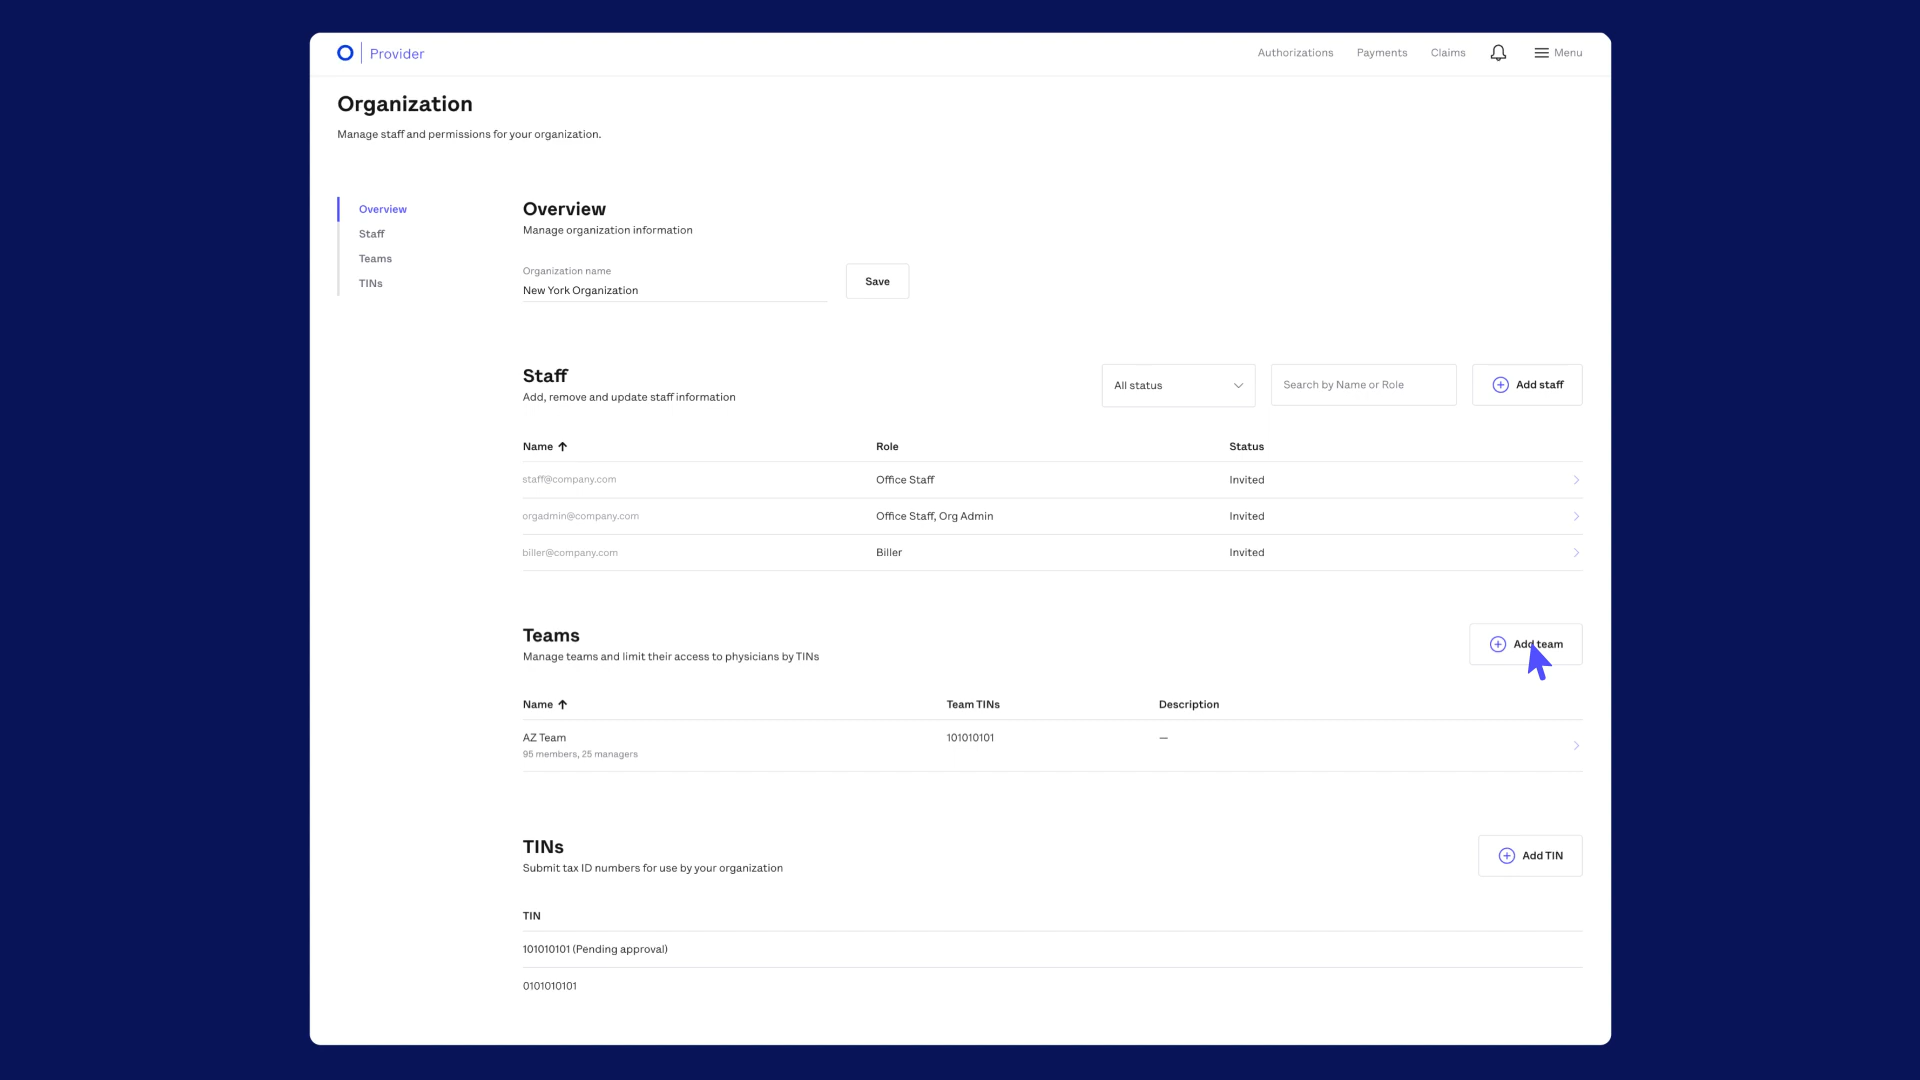 Provider
Authorizations
Payments
Claims
Menu
Organization
Manage staff and permissions for your organization.
Overview
Staff
Teams
TINs
Overview
Manage organization information
Organization name
New York Organization
Save
Staff
Add, remove and update staff information
All status
Search by Name or Role
Add staff
Name
Role
Status
staff@company.com
Office Staff
Invited
orgadmin@company.com
Office Staff, Org Admin
Invited
biller@company.com
Biller
Invited
Teams
Manage teams and limit their access to physicians by TINs
Add team
Name
Team TINs
Description
AZ Team
101010101
—
95 members, 25 managers
TINs
Submit tax ID numbers for use by your organization
Add TIN
TIN
101010101 (Pending approval)
0101010101